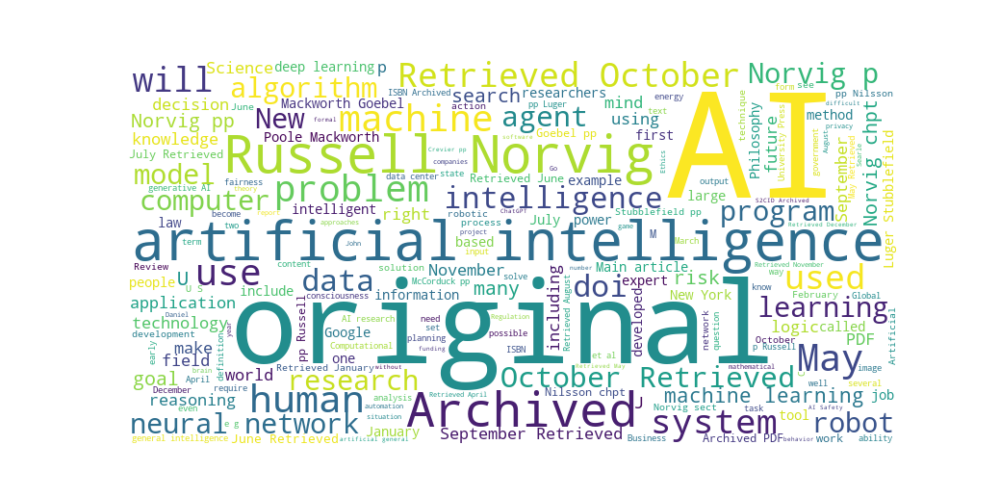 will
Science
deep learning
p
Retrieved October
Norvig p
algorithm
ISBN Archived
search
researchers
pp Nilsson
form
see
decision
June
Mackworth Goebel
action
pp Luger
mind
energy
technique
difficult
Norvig pp
New
machine
agent
using
text
AI
method
privacy
knowledge
formal
Poole Mackworth
Goebel pp
first
Philosophy
future
University Press
government
August
May Retrieved
Searle
September
Norvig chpt
Luger Stubblefield
July Retrieved
Russell Norvig
Crevier pp
software
Ethics
model
generative AI
fairness
companies
data center
state
Retrieved June
Go
example
output
theory
problem
intelligence
large
S2CID Archived
computer
become
report
intelligent
right
robotic
ChatGPT
Stubblefield pp
program
law
two
approaches
process
July
power
game
M
Retrieved December
term
John
project
based
input
March
artificial intelligence
Review
content
solution
November
McCorduck pp
solve
number
Main article
Retrieved November
way
people
U S
U
use
data
many
including
doi
expert
risk
know
used
Daniel
include
consciousness
information
Retrieved August
developed
New York
February
Global
application
year
AI research
need
set
possible
Regulation
network
question
learning
technology
Google
planning
ISBN
logic
called
PDF
Artificial
development
early
definition
make
Computational
funding
original
October
p Russell
field
pp Russell
one
et al
May
image
world
Retrieved January
without
Retrieved May
mathematical
C
goal
brain
April
research
October Retrieved
well
several
reasoning
December
require
analysis
Retrieved April
Nilsson chpt
machine learning
job
even
human
automation
Archived
J
Norvig sect
task
AI Safety
neural network
e g
situation
system
tool
robot
general intelligence
June Retrieved
January
artificial general
September Retrieved
Business
Archived PDF
behavior
work
ability